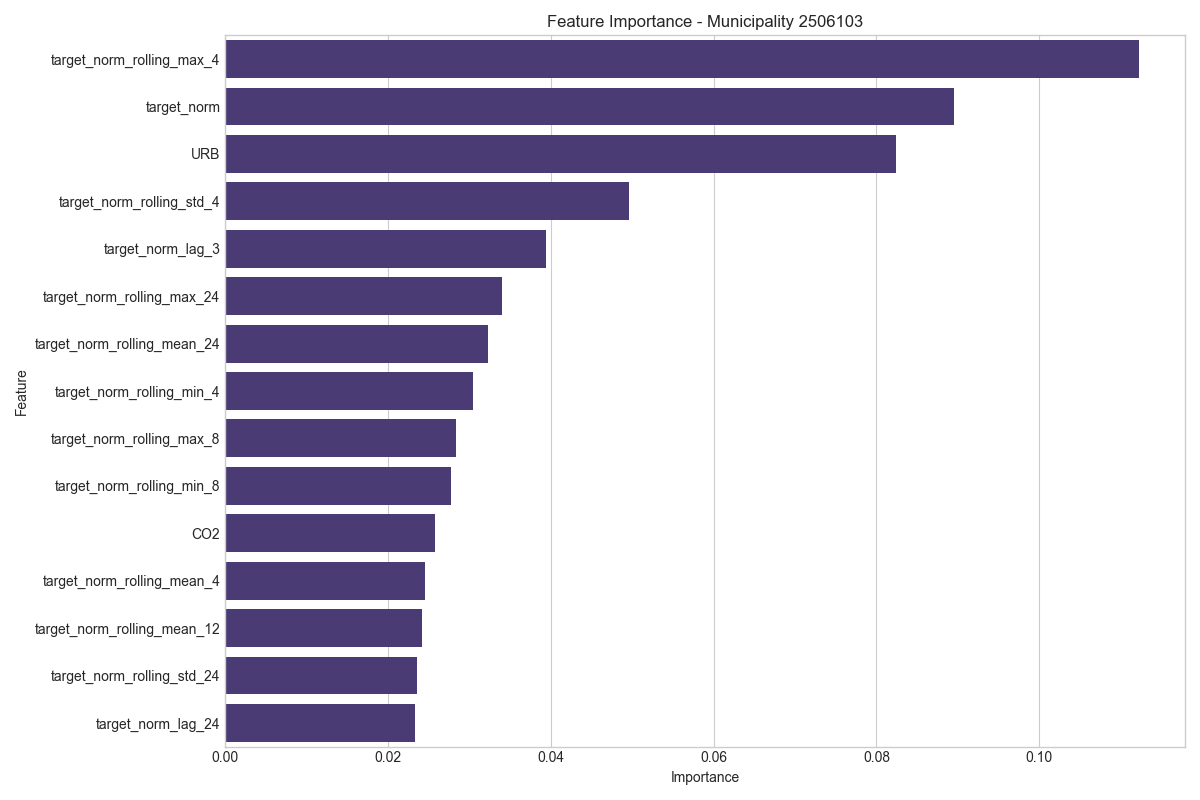 Feature Importance - Municipality 2506103
target_norm_rolling_max_4
target_norm
URB
target_norm_rolling_std_4
target_norm_lag_3
target_norm_rolling_max_24
target_norm_rolling_mean_24
target_norm_rolling_min_4
target_norm_rolling_max_8
target_norm_rolling_min_8
CO2
target_norm_rolling_mean_4
target_norm_rolling_mean_12
target_norm_rolling_std_24
target_norm_lag_24
Feature
0.00 0.02 0.04 0.06 0.08 0.10
Importance